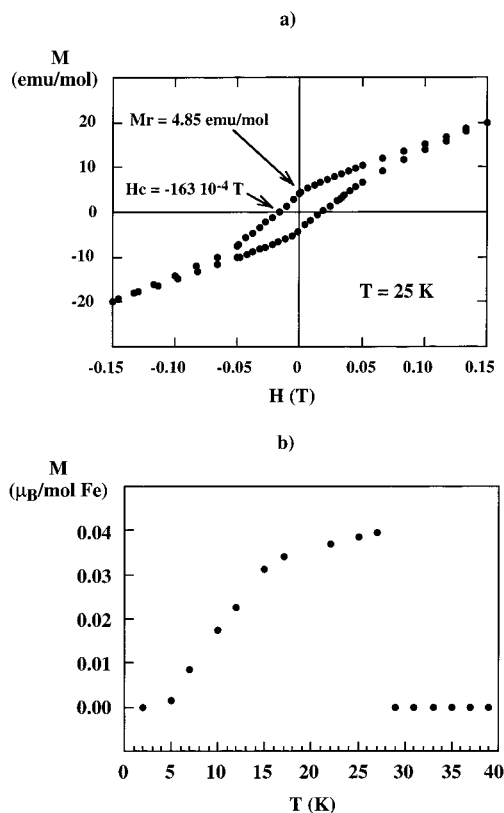 a)
M
(emu/mol)
20
10
0
-10
-20
Mr = 4.85 emu/mol
Hc = -163 10⁻⁴ T
T = 25 K
-0.15 -0.10 -0.05 0 0.05 0.10 0.15
H (T)
b)
M
(μB/mol Fe)
0.04
0.03
0.02
0.01
0.00
0 5 10 15 20 25 30 35 40
T (K)